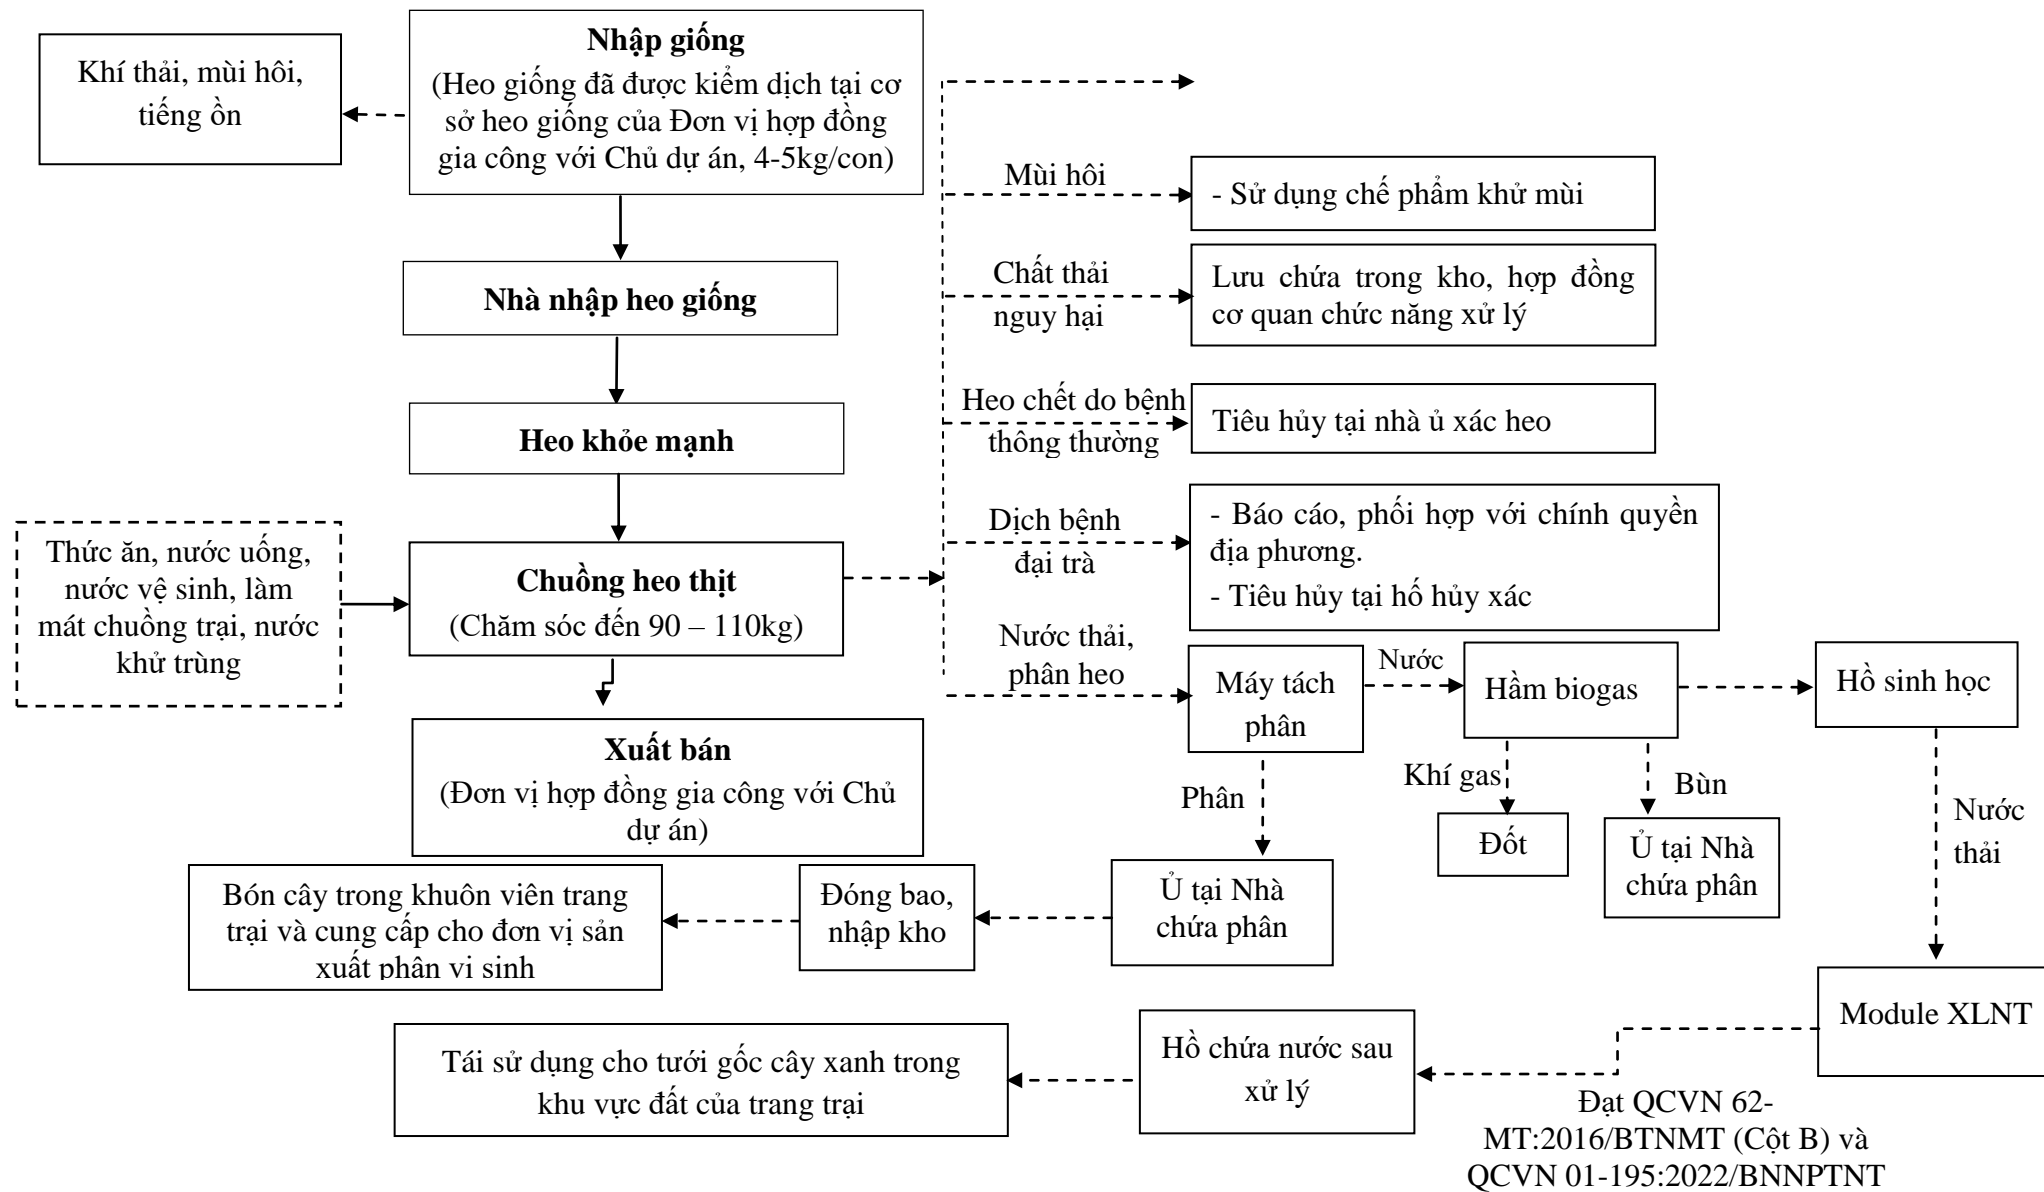 Khí thải, mùi hôi,
tiếng ồn
Nhập giống
(Heo giống đã được kiểm dịch tại cơ
sở heo giống của Đơn vị hợp đồng
gia công với Chủ dự án, 4-5kg/con)
Mùi hôi
- Sử dụng chế phẩm khử mùi
Nhà nhập heo giống
Chất thải
nguy hại
Lưu chứa trong kho, hợp đồng
cơ quan chức năng xử lý
Heo khỏe mạnh
Heo chết do bệnh
thông thường
Tiêu hủy tại nhà ủ xác heo
Thức ăn, nước uống,
nước vệ sinh, làm
mát chuồng trại, nước
khử trùng
Chuồng heo thịt
(Chăm sóc đến 90 – 110kg)
Dịch bệnh
đại trà
- Báo cáo, phối hợp với chính quyền
địa phương.
- Tiêu hủy tại hố hủy xác
Nước thải,
phân heo
Máy tách
phân
Nước
Hầm biogas
Hồ sinh học
Xuất bán
(Đơn vị hợp đồng gia công với Chủ
dự án)
Phân
Khí gas
Bùn
Nước
thải
Đốt
Ủ tại Nhà
chứa phân
Bón cây trong khuôn viên trang
trại và cung cấp cho đơn vị sản
xuất phân vi sinh
Đóng bao,
nhập kho
Ủ tại Nhà
chứa phân
Module XLNT
Tái sử dụng cho tưới gốc cây xanh trong
khu vực đất của trang trại
Hồ chứa nước sau
xử lý
Đạt QCVN 62-
MT:2016/BTNMT (Cột B) và
QCVN 01-195:2022/BNNPTNT